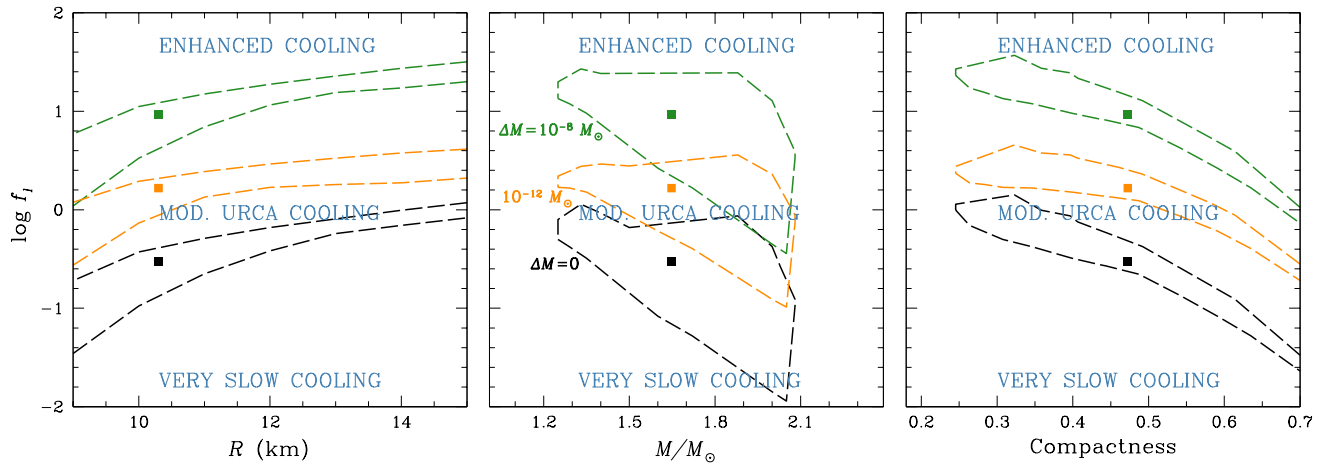 2
1
0
−1
−2
log f_l
ENHANCED COOLING
MOD. URCA COOLING
VERY SLOW COOLING
10 12 14
R (km)
ENHANCED COOLING
ΔM=10⁻⁸ M⊙
10⁻¹² M⊙
MOD. URCA COOLING
ΔM=0
VERY SLOW COOLING
1.2 1.5 1.8 2.1
M/M⊙
ENHANCED COOLING
MOD. URCA COOLING
VERY SLOW COOLING
0.2 0.3 0.4 0.5 0.6 0.7
Compactness